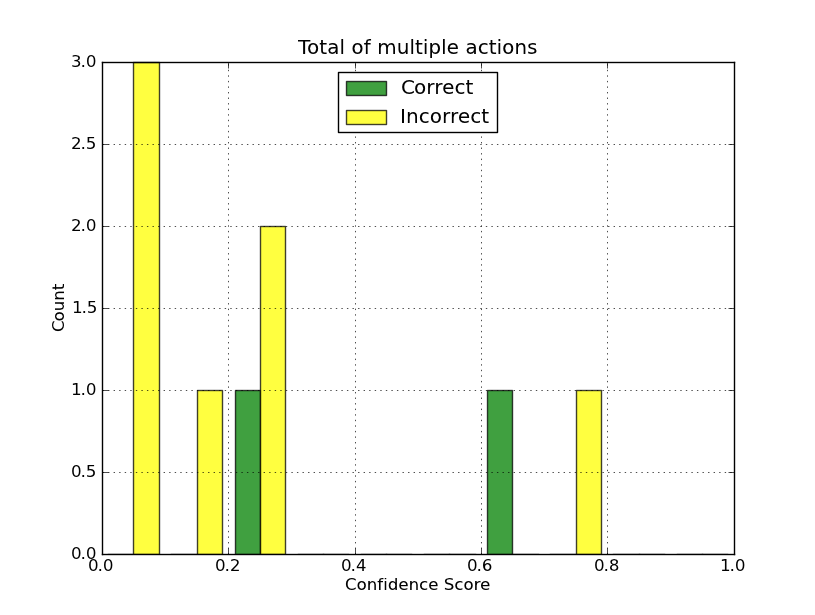 Total of multiple actions
Correct
Incorrect
3.0
2.5
2.0
1.5
1.0
0.5
0.0
Count
0.0 0.2 0.4 0.6 0.8 1.0
Confidence Score